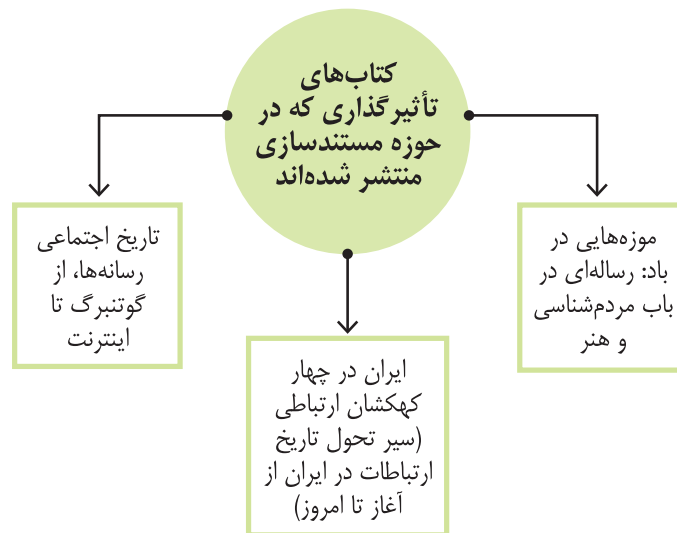 کتاب‌های
تأثیرگذاری که در
حوزه مستندسازی
منتشر شده‌اند
موزه‌هایی در
باد: رساله‌ای در
باب مردم‌شناسی
و هنر
ایران در چهار
کهکشان ارتباطی
(سیر تحول تاریخ
ارتباطات در ایران از
آغاز تا امروز)
تاریخ اجتماعی
رسانه‌ها، از
گوتنبرگ تا
اینترنت